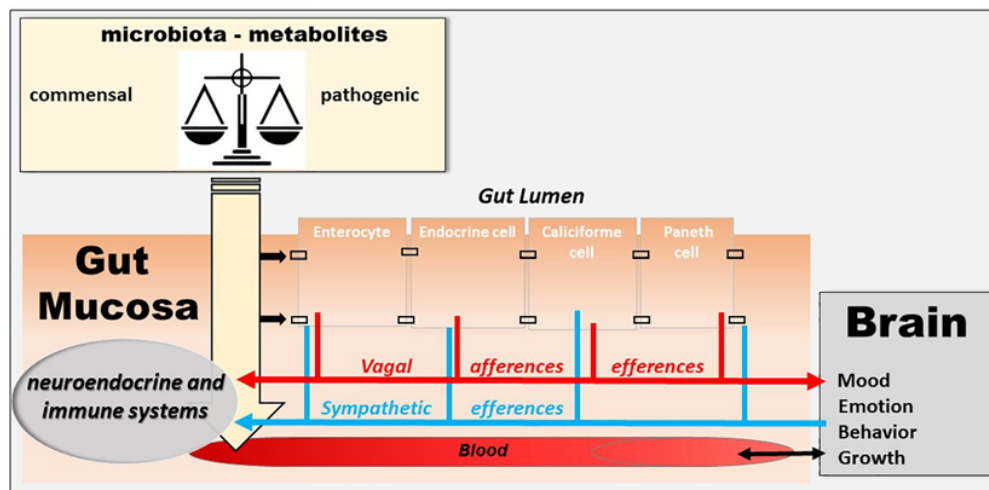 microbiota - metabolites
commensal
pathogenic
Gut Lumen
Enterocyte
Endocrine cell
Caliciforme
cell
Paneth
cell
Gut
Mucosa
Brain
neuroendocrine and
immune systems
Vagal afferences efferences
Sympathetic efferences
Blood
Mood
Emotion
Behavior
Growth